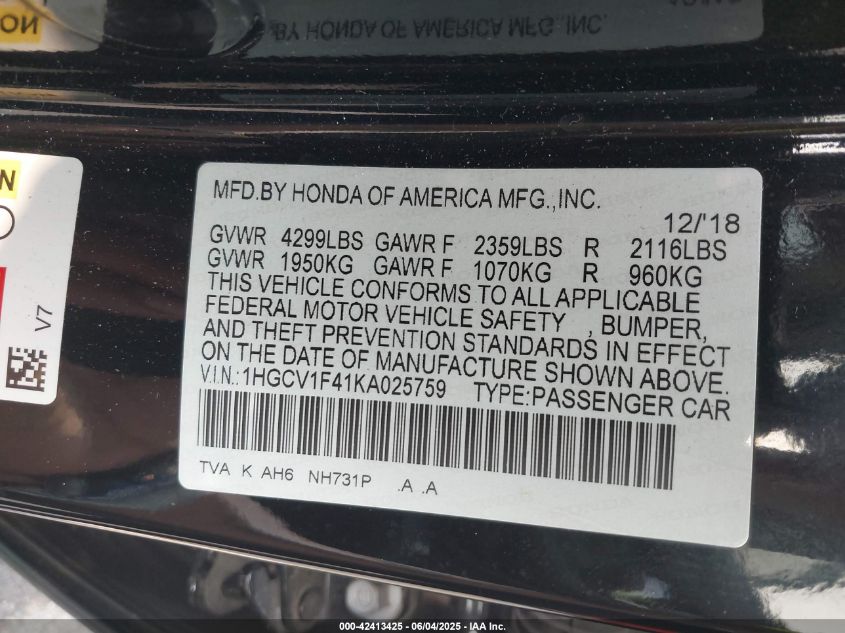 ON
BY HONDA OF AMERICA MFG., INC.
N
V7
MFD.BY HONDA OF AMERICA MFG.,INC.
12/'18
GVWR 4299LBS GAWR F 2359LBS R 2116LBS
GVWR 1950KG GAWR F 1070KG R 960KG
THIS VEHICLE CONFORMS TO ALL APPLICABLE
FEDERAL MOTOR VEHICLE SAFETY , BUMPER,
AND THEFT PREVENTION STANDARDS IN EFFECT
ON THE DATE OF MANUFACTURE SHOWN ABOVE.
V.I.N.:1HGCV1F41KA025759 TYPE:PASSENGER CAR
TVA K AH6 NH731P .A .A
000-42413425 - 06/04/2025 - IAA Inc.